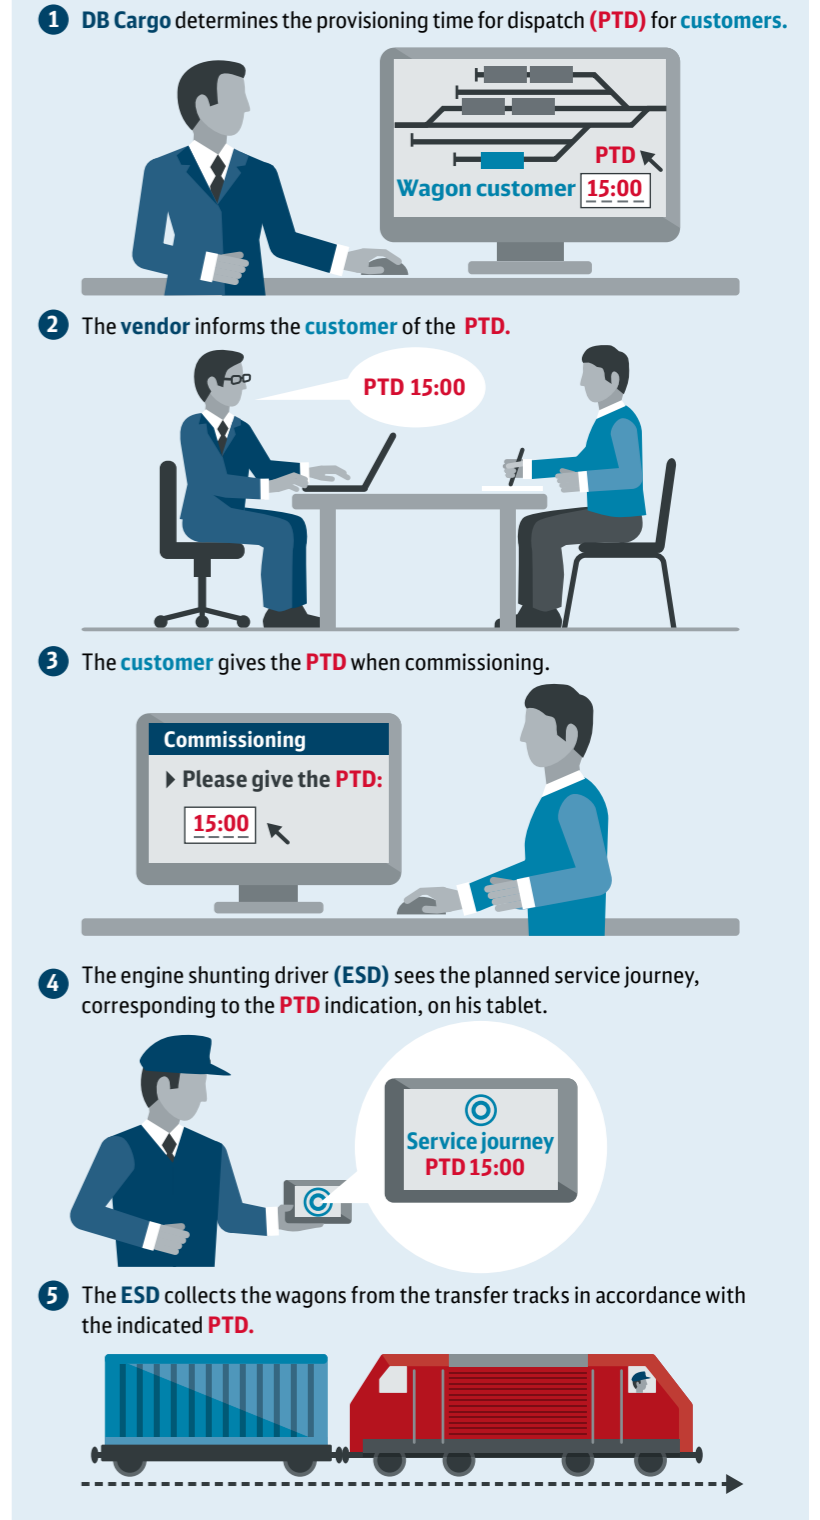 1 DB Cargo determines the provisioning time for dispatch (PTD) for customers.
PTD
Wagon customer 15:00
2 The vendor informs the customer of the PTD.
PTD 15:00
3 The customer gives the PTD when commissioning.
Commissioning
Please give the PTD:
15:00
4 The engine shunting driver (ESD) sees the planned service journey,
corresponding to the PTD indication, on his tablet.
Service journey
PTD 15:00
5 The ESD collects the wagons from the transfer tracks in accordance with
the indicated PTD.